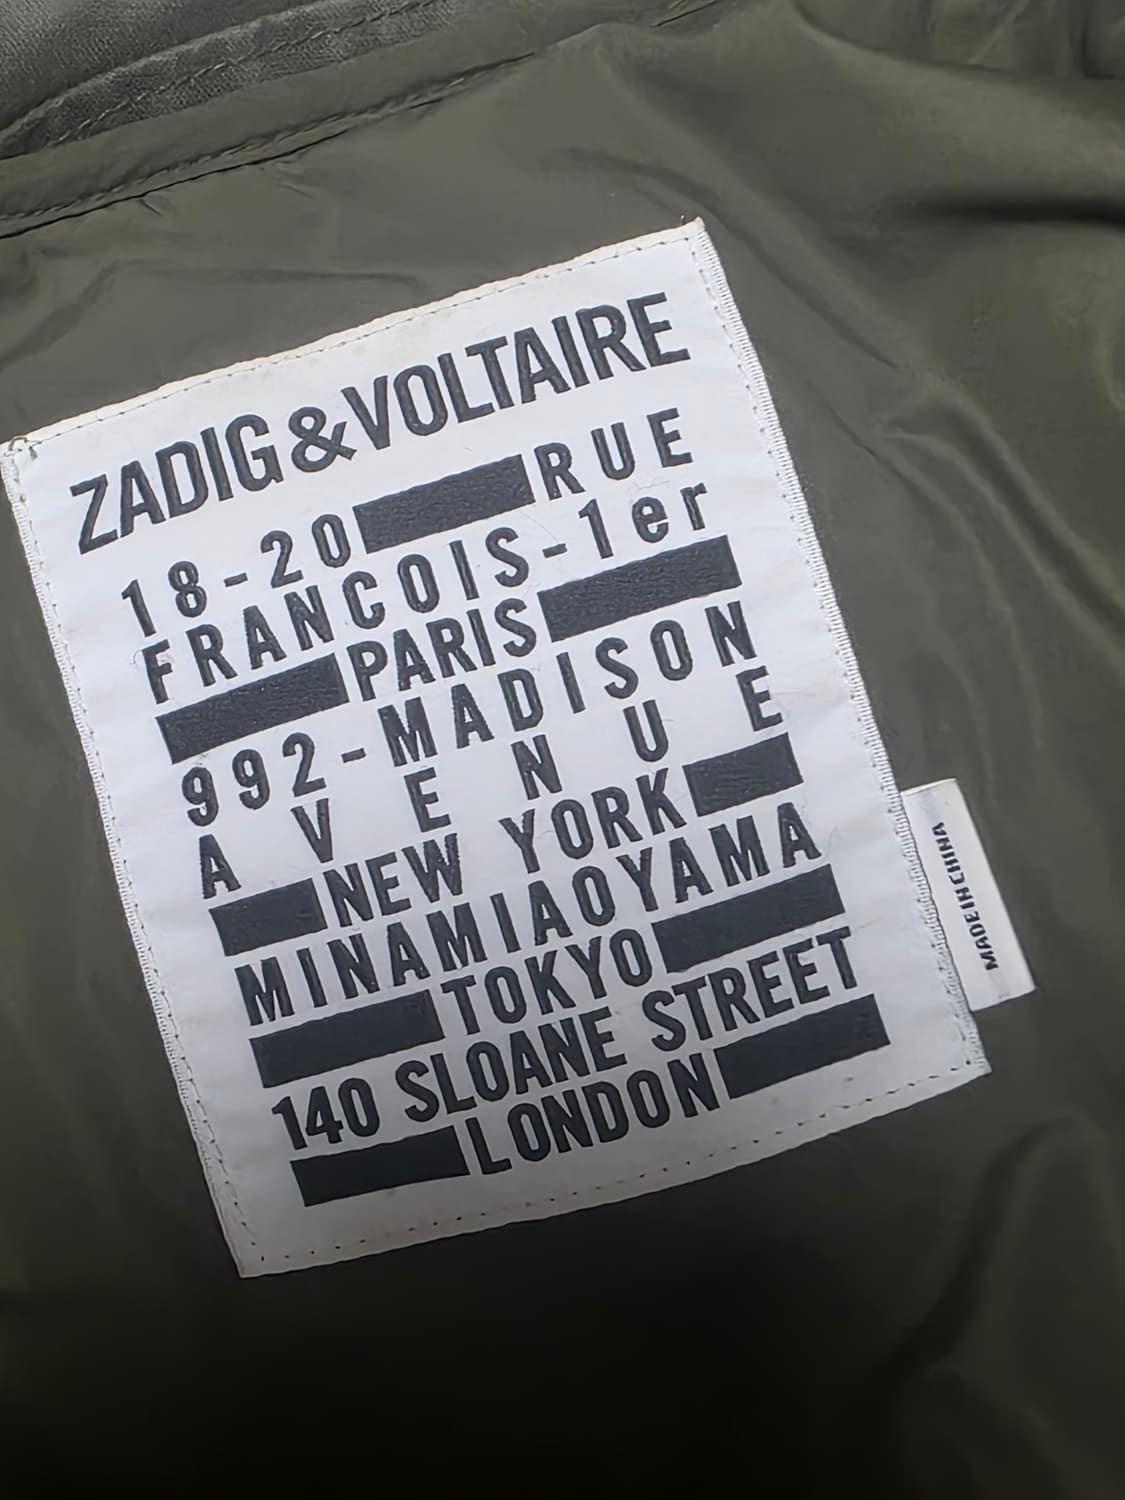 ZADIG&VOLTAIRE
18-20 RUE
FRANCOIS-1er
PARIS
992-MADISON
AVENUE
NEW YORK
MINAMIAOYAMA
TOKYO
140 SLOANE STREET
LONDON
MADE IN CHINA